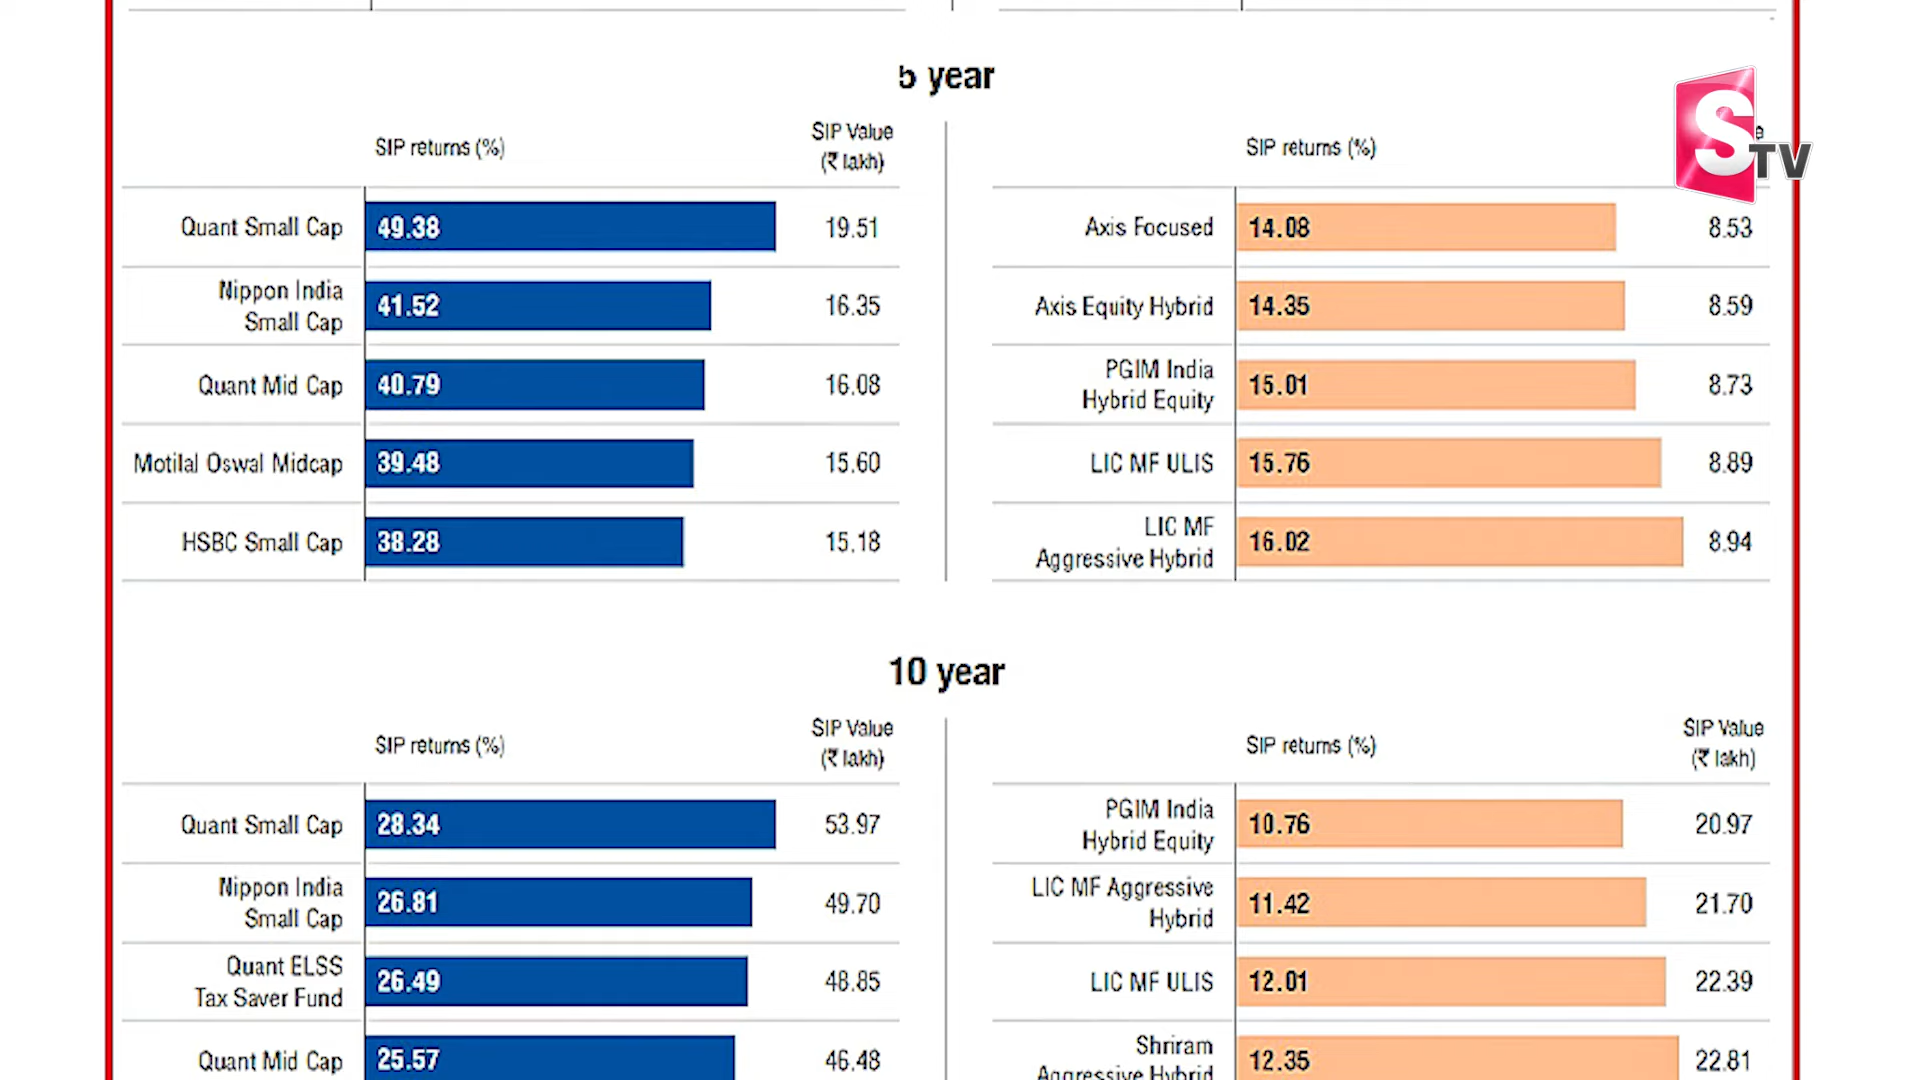 5 year
SIP returns (%)
SIP Value
(₹ lakh)
Quant Small Cap 49.38 19.51
Nippon India
Small Cap 41.52 16.35
Quant Mid Cap 40.79 16.08
Motilal Oswal Midcap 39.48 15.60
HSBC Small Cap 38.28 15.18
SIP returns (%)
STV
Axis Focused 14.08 8.53
Axis Equity Hybrid 14.35 8.59
PGIM India
Hybrid Equity 15.01 8.73
LIC MF ULIS 15.76 8.89
LIC MF
Aggressive Hybrid 16.02 8.94
10 year
SIP returns (%)
SIP Value
(₹ lakh)
Quant Small Cap 28.34 53.97
Nippon India
Small Cap 26.81 49.70
Quant ELSS
Tax Saver Fund 26.49 48.85
Quant Mid Cap 25.57 46.48
SIP returns (%)
SIP Value
(₹ lakh)
PGIM India
Hybrid Equity 10.76 20.97
LIC MF Aggressive
Hybrid 11.42 21.70
LIC MF ULIS 12.01 22.39
Shriram
Aggressive Hybrid 12.35 22.81